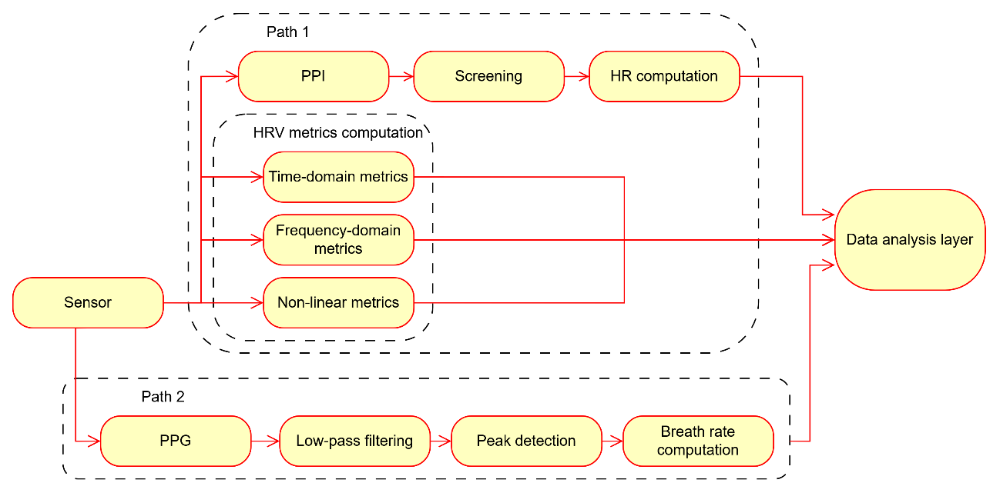 Path 1
PPI
Screening
HR computation
HRV metrics computation
Time-domain metrics
Frequency-domain
metrics
Non-linear metrics
Data analysis layer
Sensor
Path 2
PPG
Low-pass filtering
Peak detection
Breath rate
computation